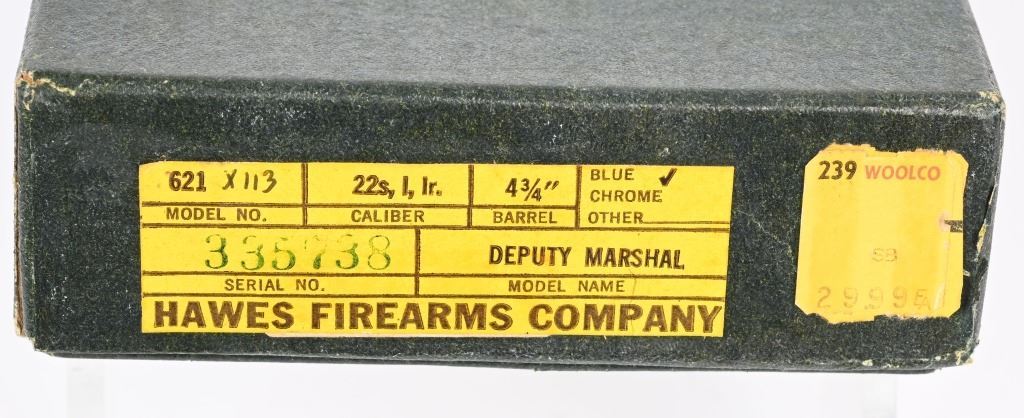 621 X113
MODEL NO.
22s, l, lr.
CALIBER
4¾"
BARREL
BLUE ✓
CHROME
OTHER
335738
SERIAL NO.
DEPUTY MARSHAL
MODEL NAME
HAWES FIREARMS COMPANY
239 WOOLCO
SB